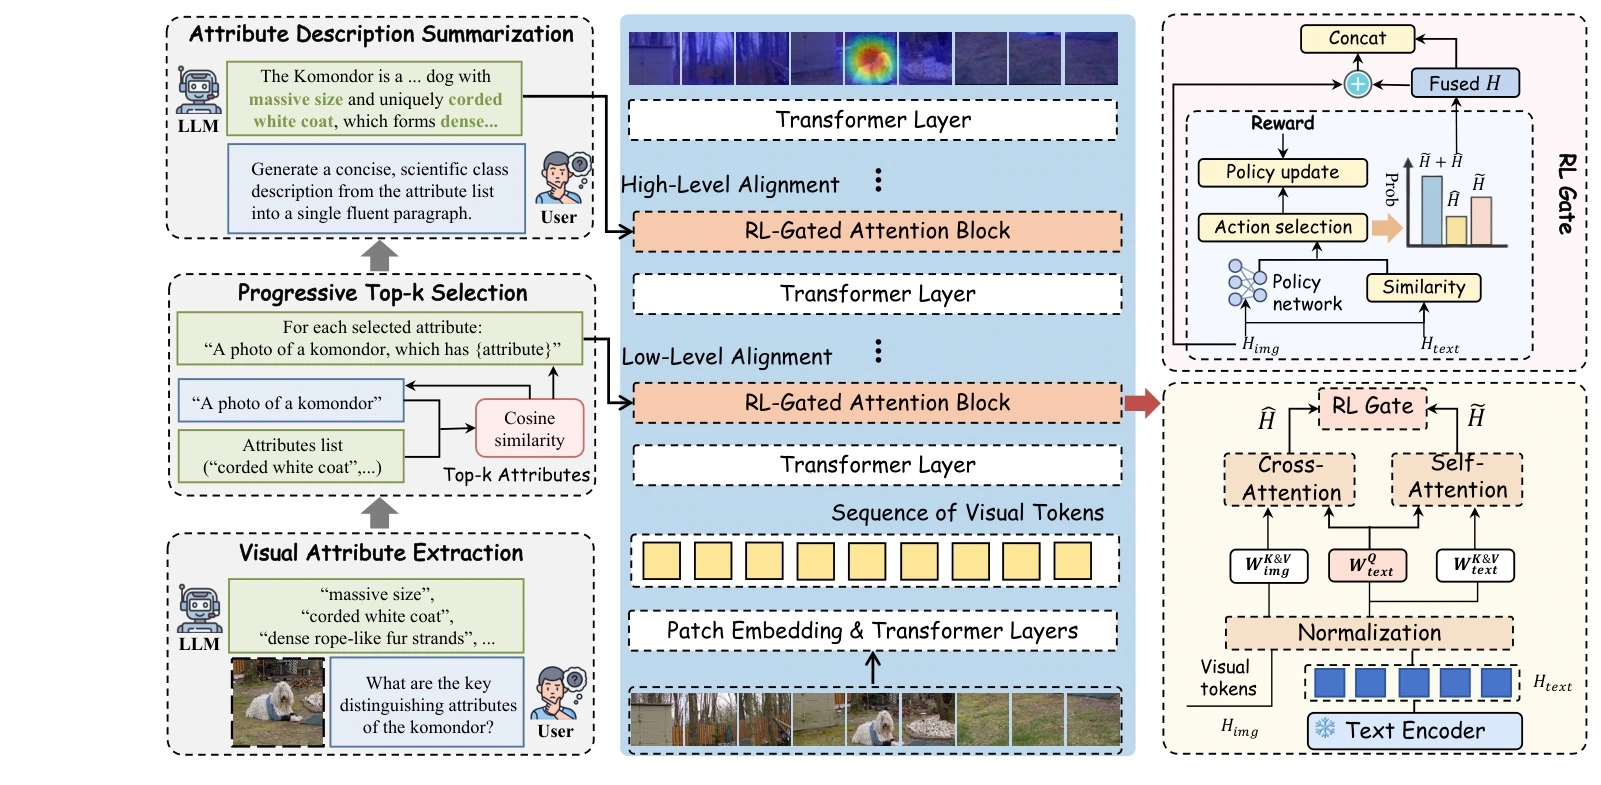 Attribute Description Summarization
The Komondor is a ... dog with
massive size and uniquely corded
white coat, which forms dense...
LLM
Generate a concise, scientific class
description from the attribute list
into a single fluent paragraph.
User
Progressive Top-k Selection
For each selected attribute:
“A photo of a komondor, which has {attribute}”
“A photo of a komondor”
Attributes list
(“corded white coat”,...)
Cosine
similarity
Top-k Attributes
Visual Attribute Extraction
“massive size”,
“corded white coat”,
“dense rope-like fur strands”, ...
LLM
What are the key
distinguishing attributes
of the komondor?
User
Transformer Layer
High-Level Alignment
RL-Gated Attention Block
Transformer Layer
Low-Level Alignment
RL-Gated Attention Block
Transformer Layer
Sequence of Visual Tokens
Patch Embedding & Transformer Layers
Concat
Fused H
Reward
Policy update
Action selection
Policy
network
Similarity
Prob
H̃ + Ĥ
Ĥ
H̃
H_img
H_text
RL Gate
RL Gate
Ĥ
H̃
Cross-
Attention
Self-
Attention
W_img^K&V
W_text^Q
W_text^K&V
Normalization
Visual
tokens
H_img
H_text
Text Encoder